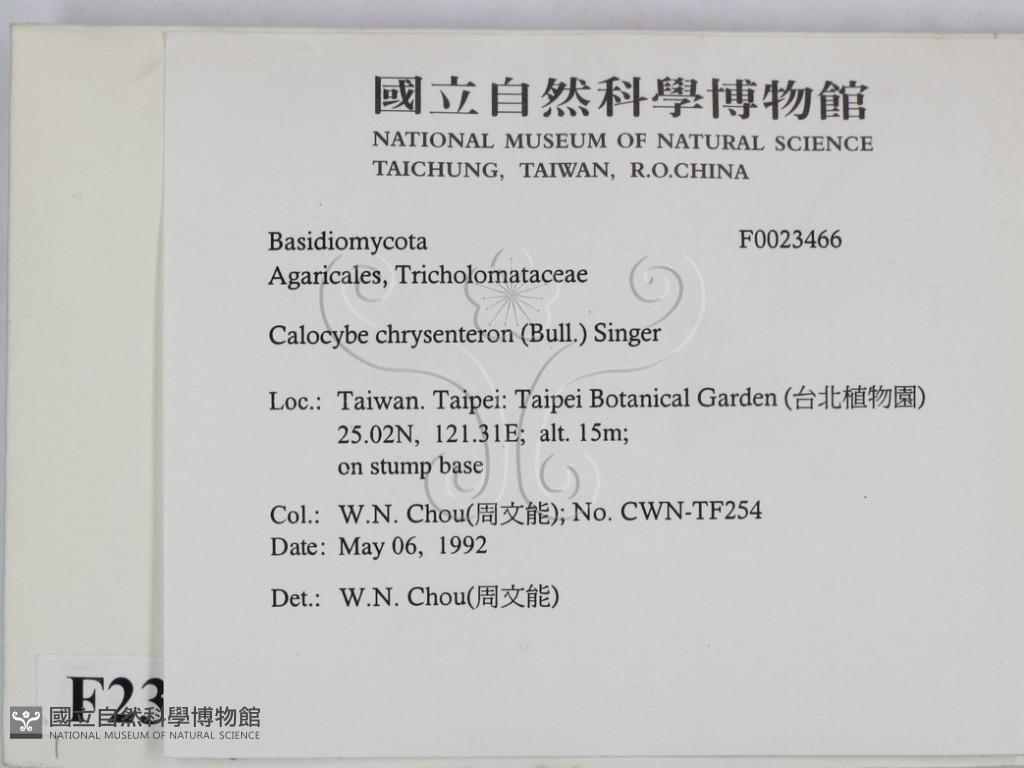 國立自然科學博物館
NATIONAL MUSEUM OF NATURAL SCIENCE
TAICHUNG, TAIWAN, R.O.CHINA
Basidiomycota F0023466
Agaricales, Tricholomataceae
Calocybe chrysenteron (Bull.) Singer
Loc.: Taiwan. Taipei: Taipei Botanical Garden (台北植物園)
25.02N, 121.31E; alt. 15m;
on stump base
Col.: W.N. Chou(周文能); No. CWN-TF254
Date: May 06, 1992
Det.: W.N. Chou(周文能)
F23
國立自然科學博物館
NATIONAL MUSEUM OF NATURAL SCIENCE